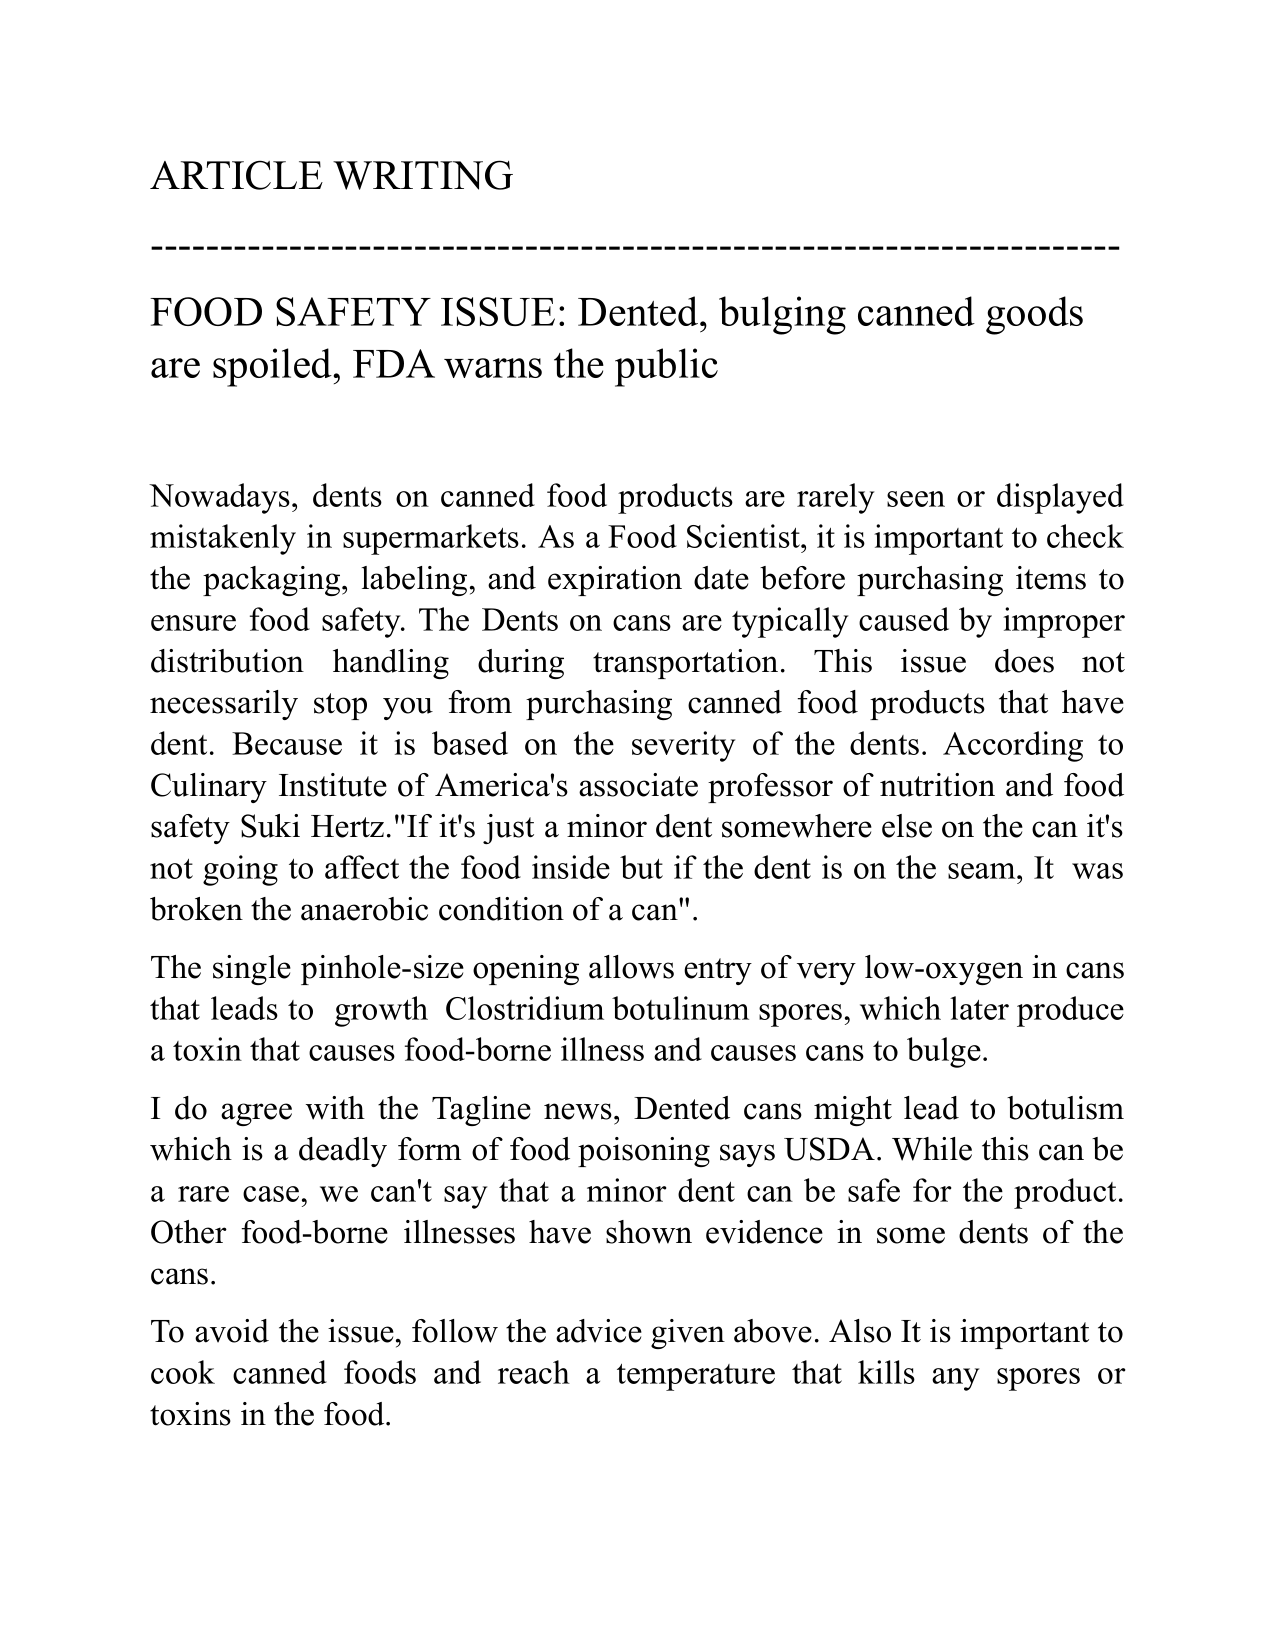 ARTICLE WRITING
----------------------------------------------------------------------
FOOD SAFETY ISSUE: Dented, bulging canned goods
are spoiled, FDA warns the public
Nowadays, dents on canned food products are rarely seen or displayed
mistakenly in supermarkets. As a Food Scientist, it is important to check
the packaging, labeling, and expiration date before purchasing items to
ensure food safety. The Dents on cans are typically caused by improper
distribution handling during transportation. This issue does not
necessarily stop you from purchasing canned food products that have
dent. Because it is based on the severity of the dents. According to
Culinary Institute of America's associate professor of nutrition and food
safety Suki Hertz."If it's just a minor dent somewhere else on the can it's
not going to affect the food inside but if the dent is on the seam, It was
broken the anaerobic condition of a can".
The single pinhole-size opening allows entry of very low-oxygen in cans
that leads to growth Clostridium botulinum spores, which later produce
a toxin that causes food-borne illness and causes cans to bulge.
I do agree with the Tagline news, Dented cans might lead to botulism
which is a deadly form of food poisoning says USDA. While this can be
a rare case, we can't say that a minor dent can be safe for the product.
Other food-borne illnesses have shown evidence in some dents of the
cans.
To avoid the issue, follow the advice given above. Also It is important to
cook canned foods and reach a temperature that kills any spores or
toxins in the food.